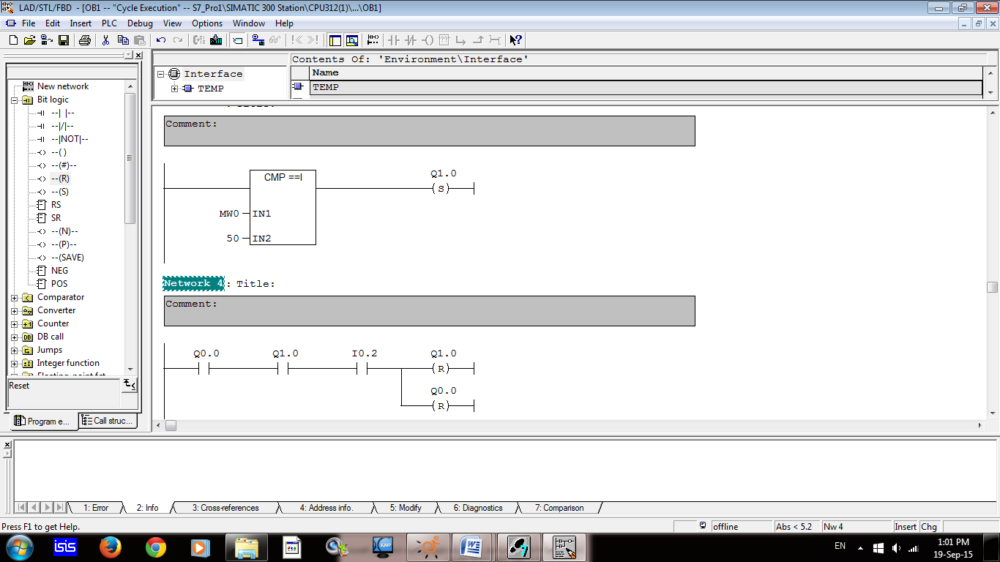 LAD/STL/FBD - [OB1 -- "Cycle Execution" -- S7_Pro1\SIMATIC 300 Station\CPU312(1)\...\OB1]
File Edit Insert PLC Debug View Options Window Help
New network
Bit logic
--| |--
--|/|--
--|NOT|--
--( )
--(#)--
--(R)
--(S)
RS
SR
--(N)--
--(P)--
--(SAVE)
NEG
POS
Comparator
Converter
Counter
DB call
Jumps
Integer function
Reset
Program e...
Call struc...
Interface
TEMP
Contents Of: 'Environment\Interface'
Name
TEMP
Comment:
CMP ==I
Q1.0
(S)
MW0 IN1
50 IN2
Network 4: Title:
Comment:
Q0.0 Q1.0 I0.2 Q1.0
(R)
Q0.0
(R)
1: Error 2: Info 3: Cross-references 4: Address info. 5: Modify 6: Diagnostics 7: Comparison
Press F1 to get Help.
offline Abs < 5.2 Nw 4 Insert Chg
isis
KMP
EN
1:01 PM
19-Sep-15